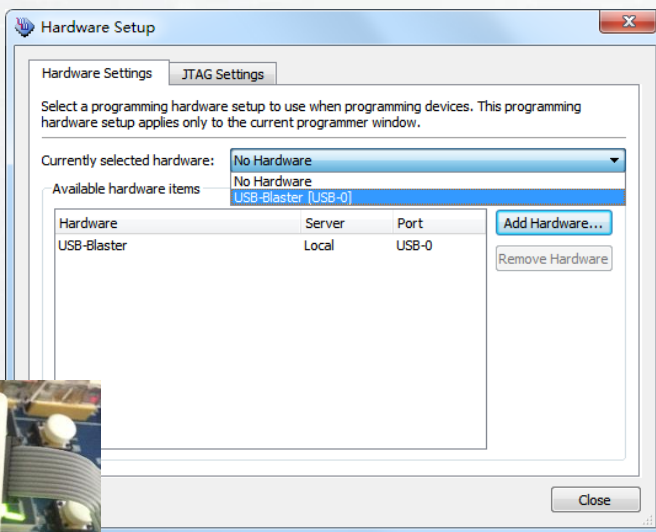 Hardware Setup
Hardware Settings
JTAG Settings
Select a programming hardware setup to use when programming devices. This programming
hardware setup applies only to the current programmer window.
Currently selected hardware:
No Hardware
No Hardware
USB-Blaster [USB-0]
Available hardware items
Hardware Server Port
USB-Blaster Local USB-0
Add Hardware...
Remove Hardware
Close